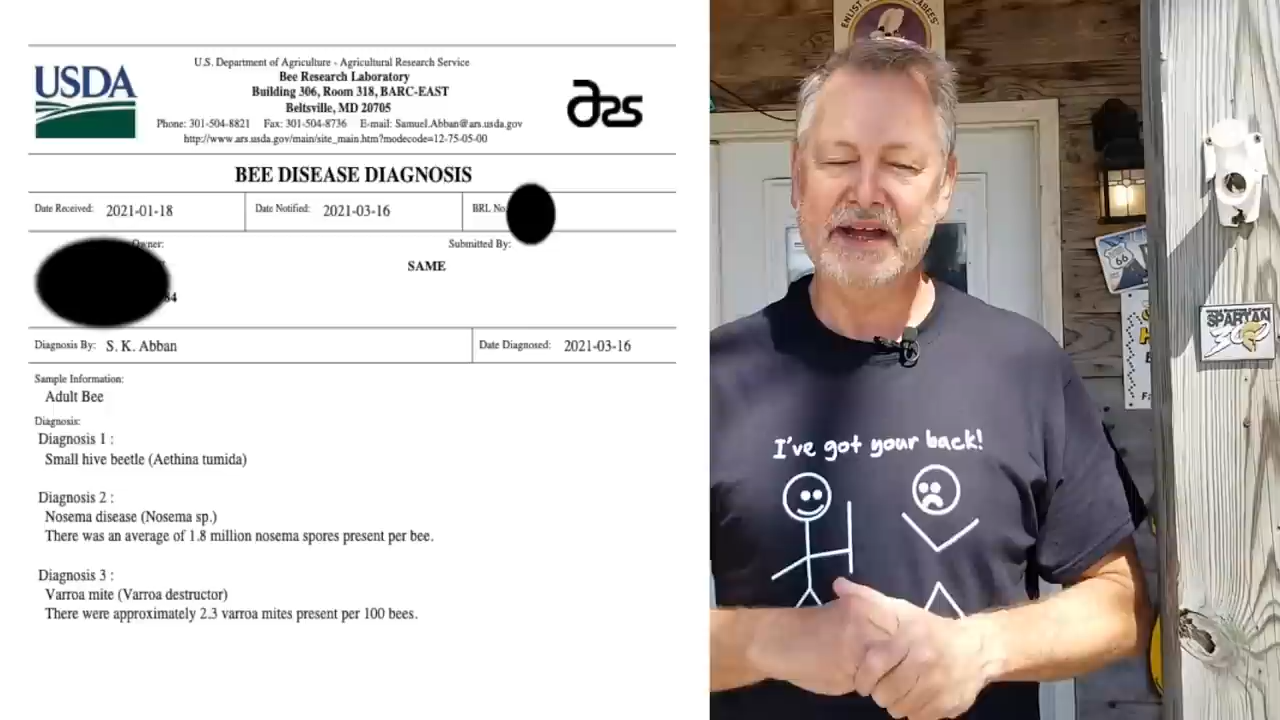 USDA
U.S. Department of Agriculture - Agricultural Research Service
Bee Research Laboratory
Building 306, Room 318, BARC-EAST
Beltsville, MD 20705
Phone: 301-504-8821 Fax: 301-504-8736 E-mail: Samuel.Abban@ars.usda.gov
http://www.ars.usda.gov/main/site_main.htm?modecode=12-75-05-00
ars
BEE DISEASE DIAGNOSIS
Date Received: 2021-01-18 Date Notified: 2021-03-16 BRL No
Owner: Submitted By:
SAME
84
Diagnosis By: S. K. Abban Date Diagnosed: 2021-03-16
Sample Information:
Adult Bee
Diagnosis:
Diagnosis 1 :
Small hive beetle (Aethina tumida)
Diagnosis 2 :
Nosema disease (Nosema sp.)
There was an average of 1.8 million nosema spores present per bee.
Diagnosis 3 :
Varroa mite (Varroa destructor)
There were approximately 2.3 varroa mites present per 100 bees.
ENLIST
66
SPARTAN
300
I've got your back!